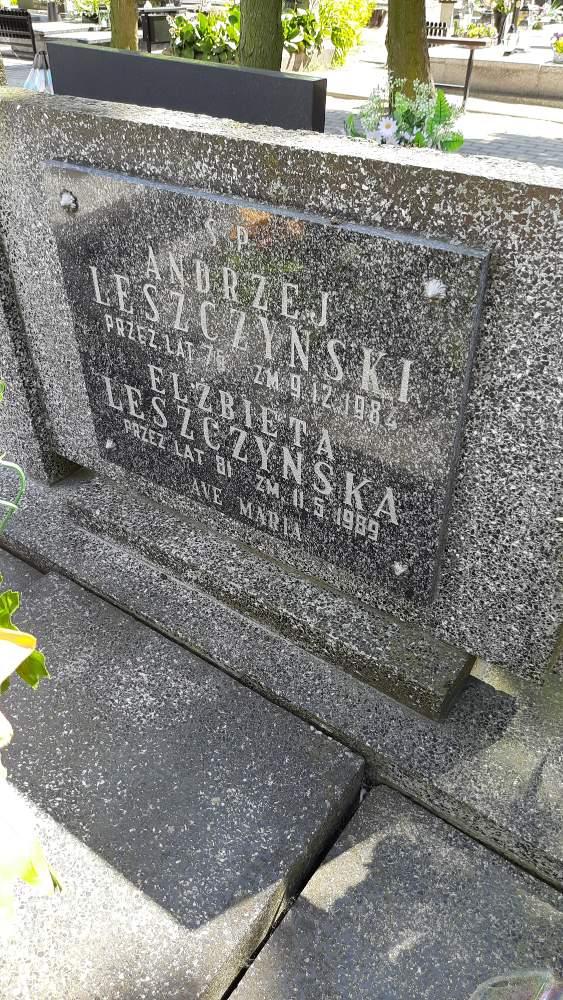 S. P.
ANDRZEJ
LESZCZYŃSKI
PRZEŻ. LAT 76 ZM. 9.12.1984
ELŻBIETA
LESZCZYŃSKA
PRZEŻ. LAT 81 ZM. 11.5.1989
AVE MARIA